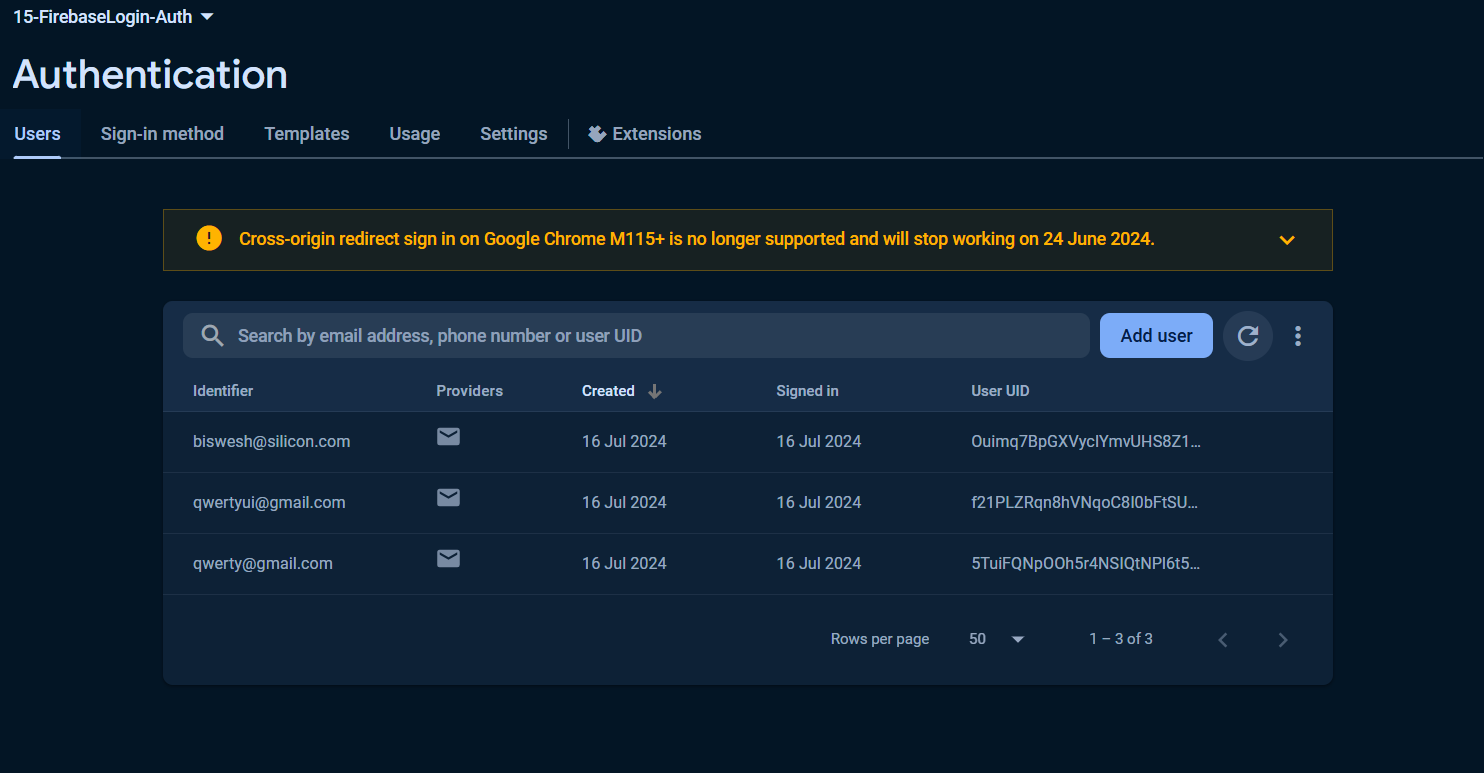 15-FirebaseLogin-Auth
Authentication
Users Sign-in method Templates Usage Settings Extensions
Cross-origin redirect sign in on Google Chrome M115+ is no longer supported and will stop working on 24 June 2024.
Search by email address, phone number or user UID Add user
Identifier Providers Created Signed in User UID
biswesh@silicon.com 16 Jul 2024 16 Jul 2024 Ouimq7BpGXVyclYmvUHS8Z1...
qwertyui@gmail.com 16 Jul 2024 16 Jul 2024 f21PLZRqn8hVNqoC8I0bFtSU...
qwerty@gmail.com 16 Jul 2024 16 Jul 2024 5TuiFQNpOOh5r4NSIQtNPl6t5...
Rows per page 50 1 – 3 of 3